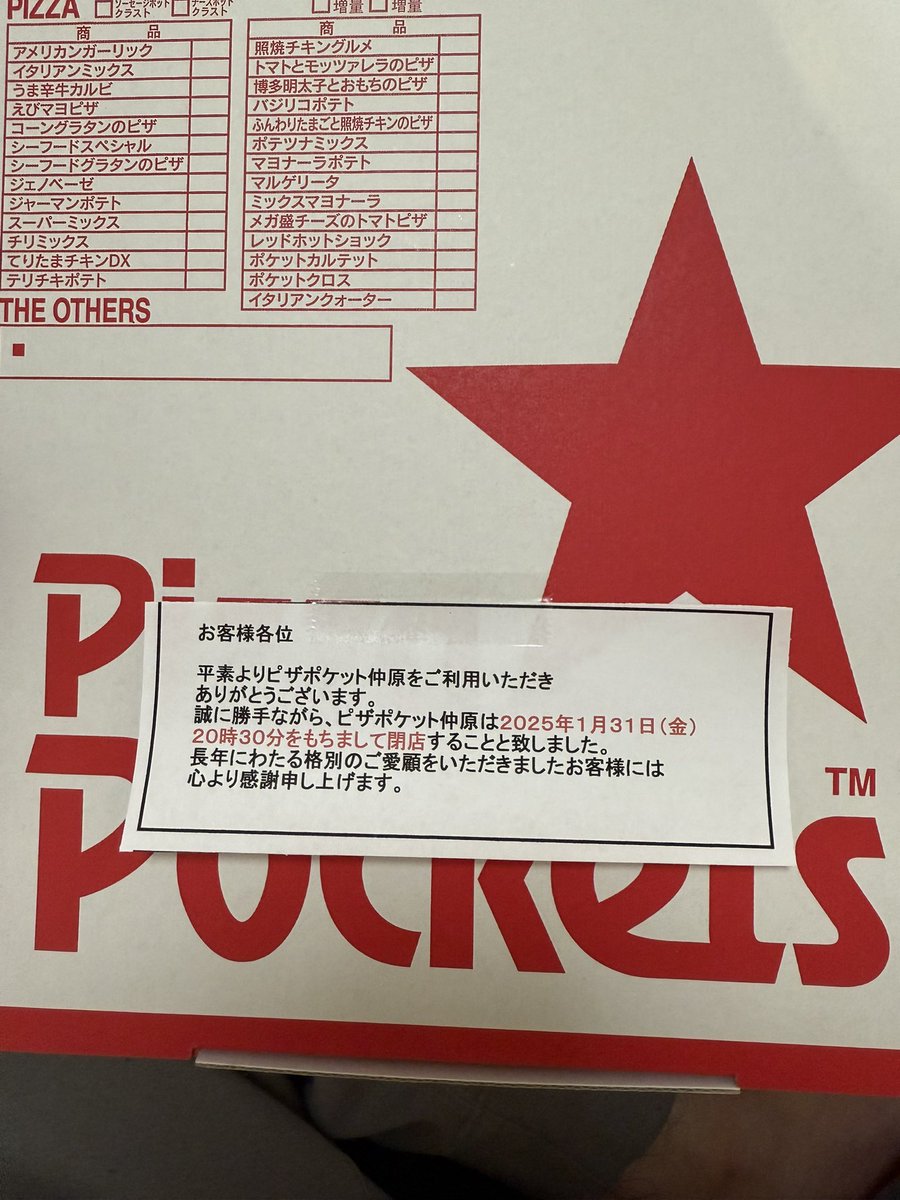 PIZZA
ソーセージポット
クラスト
チーズポット
クラスト
増量
増量
商 品
アメリカンガーリック
イタリアンミックス
うま辛牛カルビ
えびマヨピザ
コーングラタンのピザ
シーフードスペシャル
シーフードグラタンのピザ
ジェノベーゼ
ジャーマンポテト
スーパーミックス
チリミックス
てりたまチキンDX
テリチキポテト
商 品
照焼チキングルメ
トマトとモッツァレラのピザ
博多明太子とおもちのピザ
バジリコポテト
ふんわりたまごと照焼チキンのピザ
ポテツナミックス
マヨナーラポテト
マルゲリータ
ミックスマヨナーラ
メガ盛チーズのトマトピザ
レッドホットショック
ポケットカルテット
ポケットクロス
イタリアンクォーター
THE OTHERS
お客様各位
平素よりピザポケット仲原をご利用いただき
ありがとうございます。
誠に勝手ながら、ピザポケット仲原は2025年1月31日(金)
20時30分をもちまして閉店することと致しました。
長年にわたる格別のご愛顧をいただきましたお客様には
心より感謝申し上げます。
Pockets TM